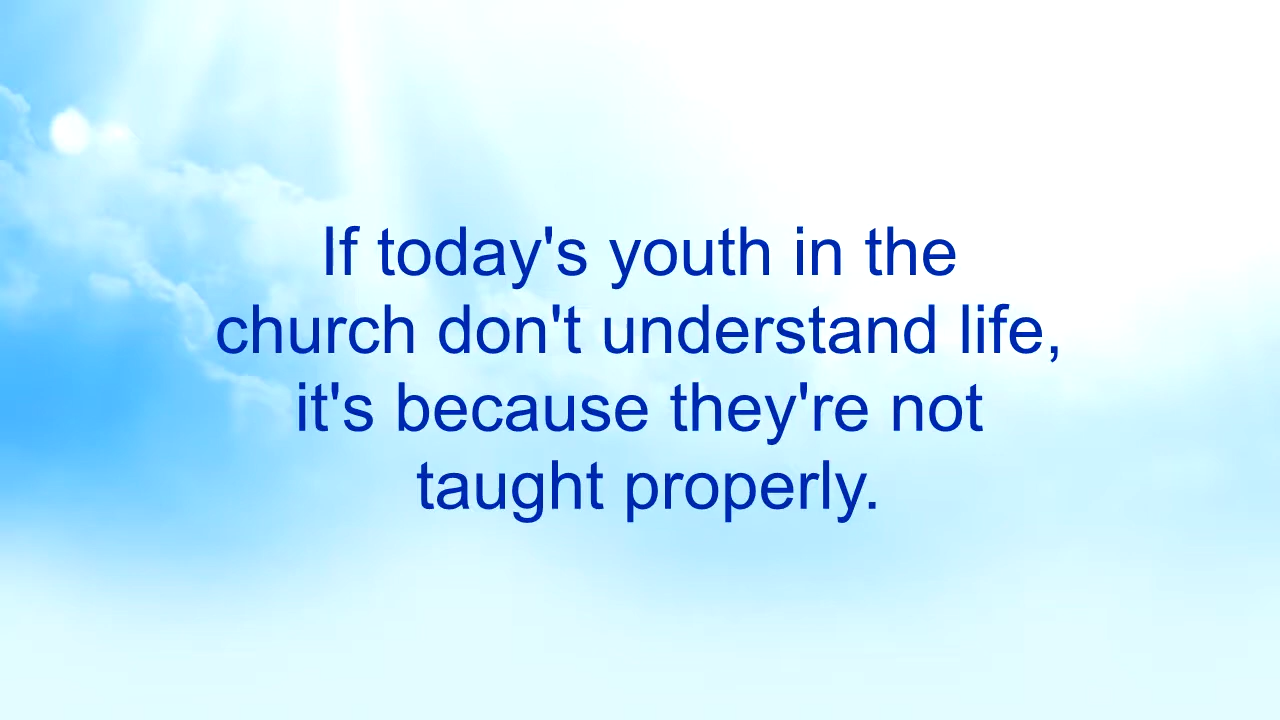 If today's youth in the
church don't understand life,
it's because they're not
taught properly.